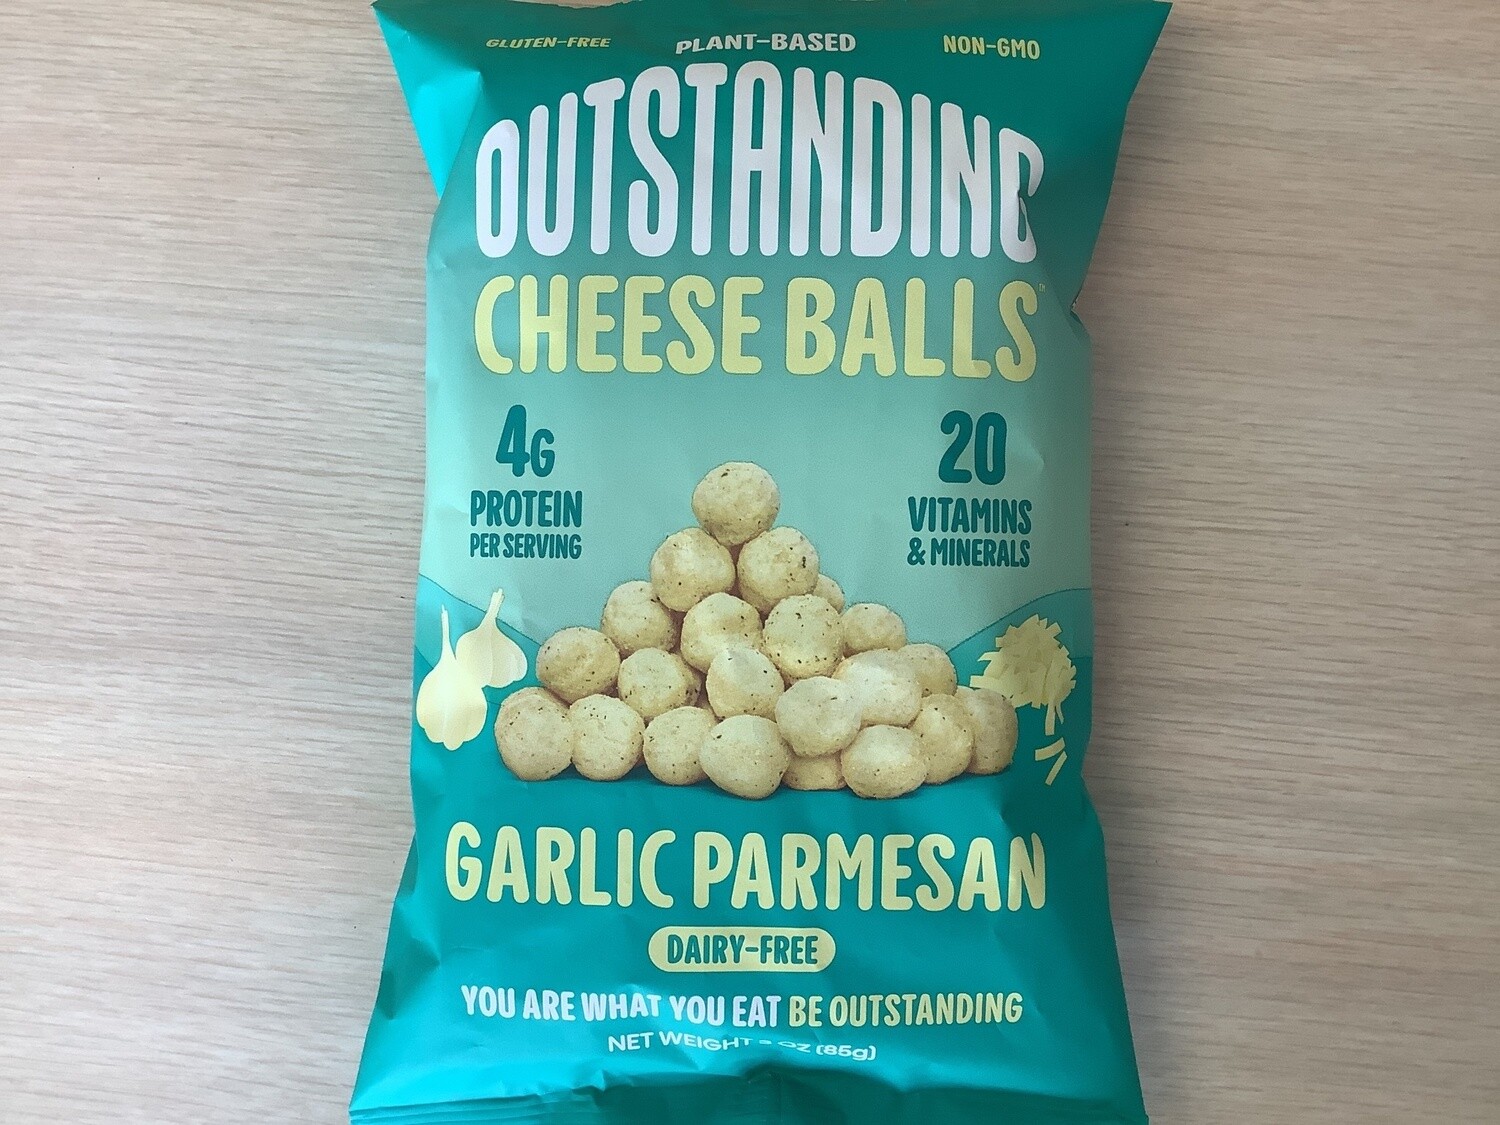 GLUTEN-FREE PLANT-BASED NON-GMO
OUTSTANDING
CHEESE BALLS
4G
PROTEIN
PER SERVING
20
VITAMINS
& MINERALS
GARLIC PARMESAN
DAIRY-FREE
YOU ARE WHAT YOU EAT BE OUTSTANDING
NET WEIGHT OZ (85g)